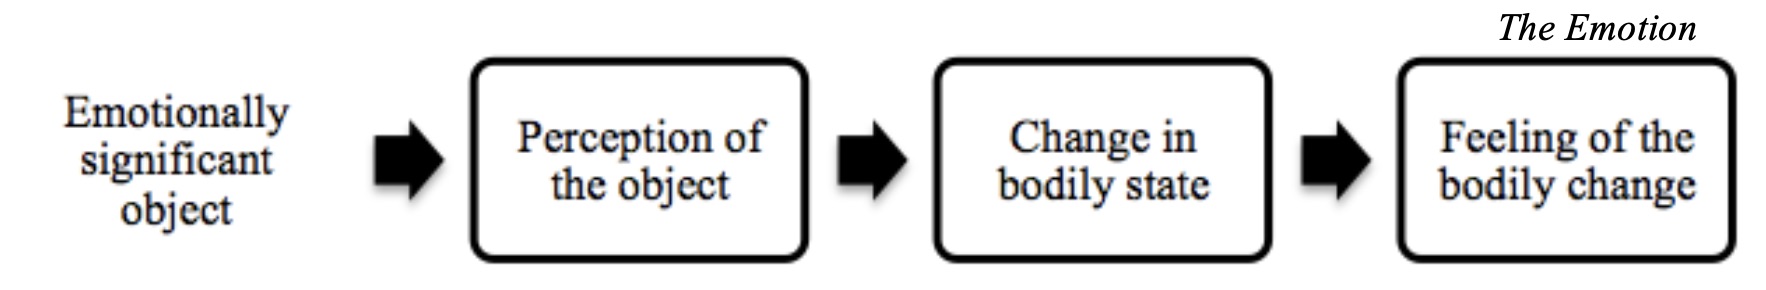 The Emotion
Emotionally
significant
object
Perception of
the object
Change in
bodily state
Feeling of the
bodily change